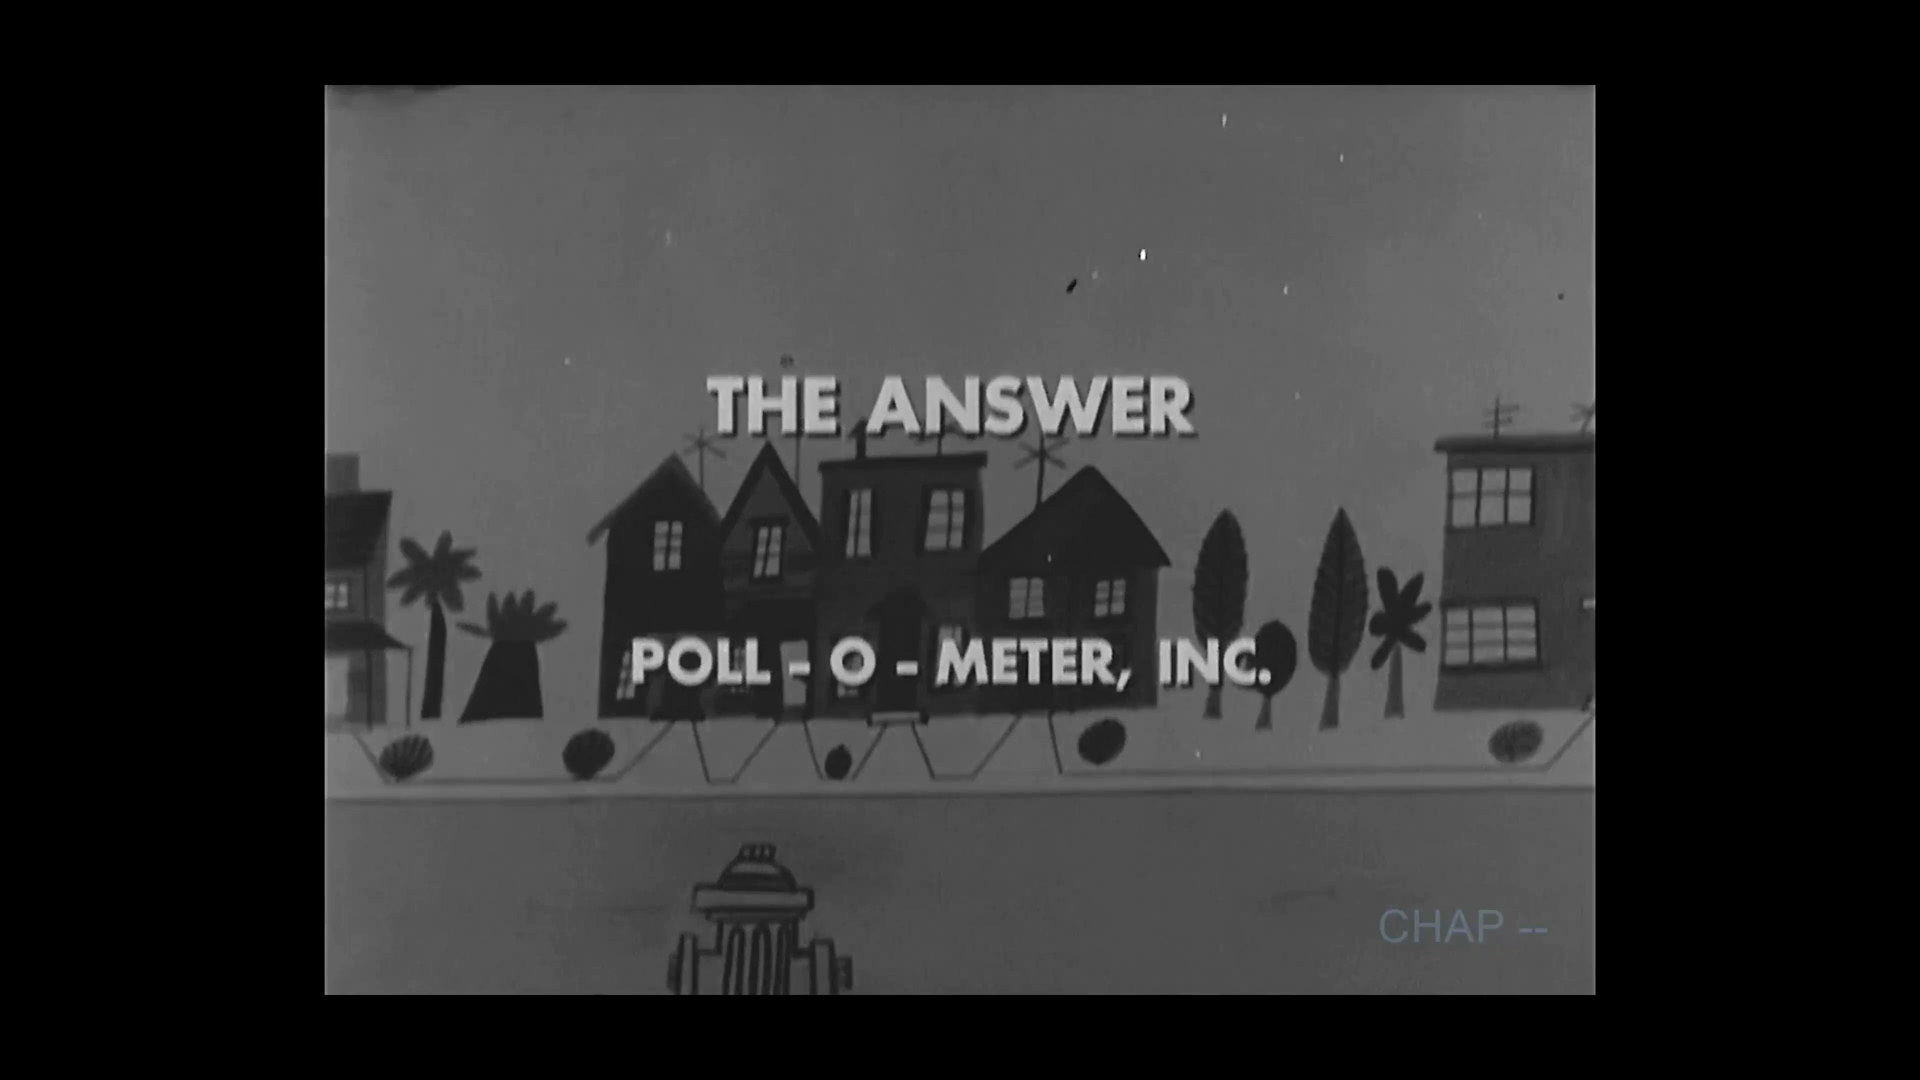 THE ANSWER
POLL - O - METER, INC.
CHAP --